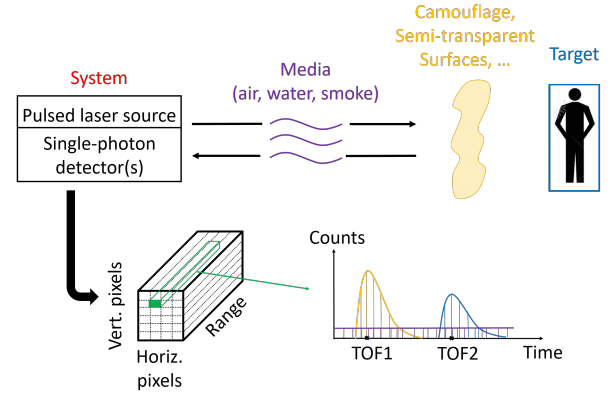 Camouflage,
Semi-transparent
Surfaces, ...
Target
System
Media
(air, water, smoke)
Pulsed laser source
Single-photon
detector(s)
Counts
Vert. pixels
Range
Horiz.
pixels
TOF1
TOF2
Time